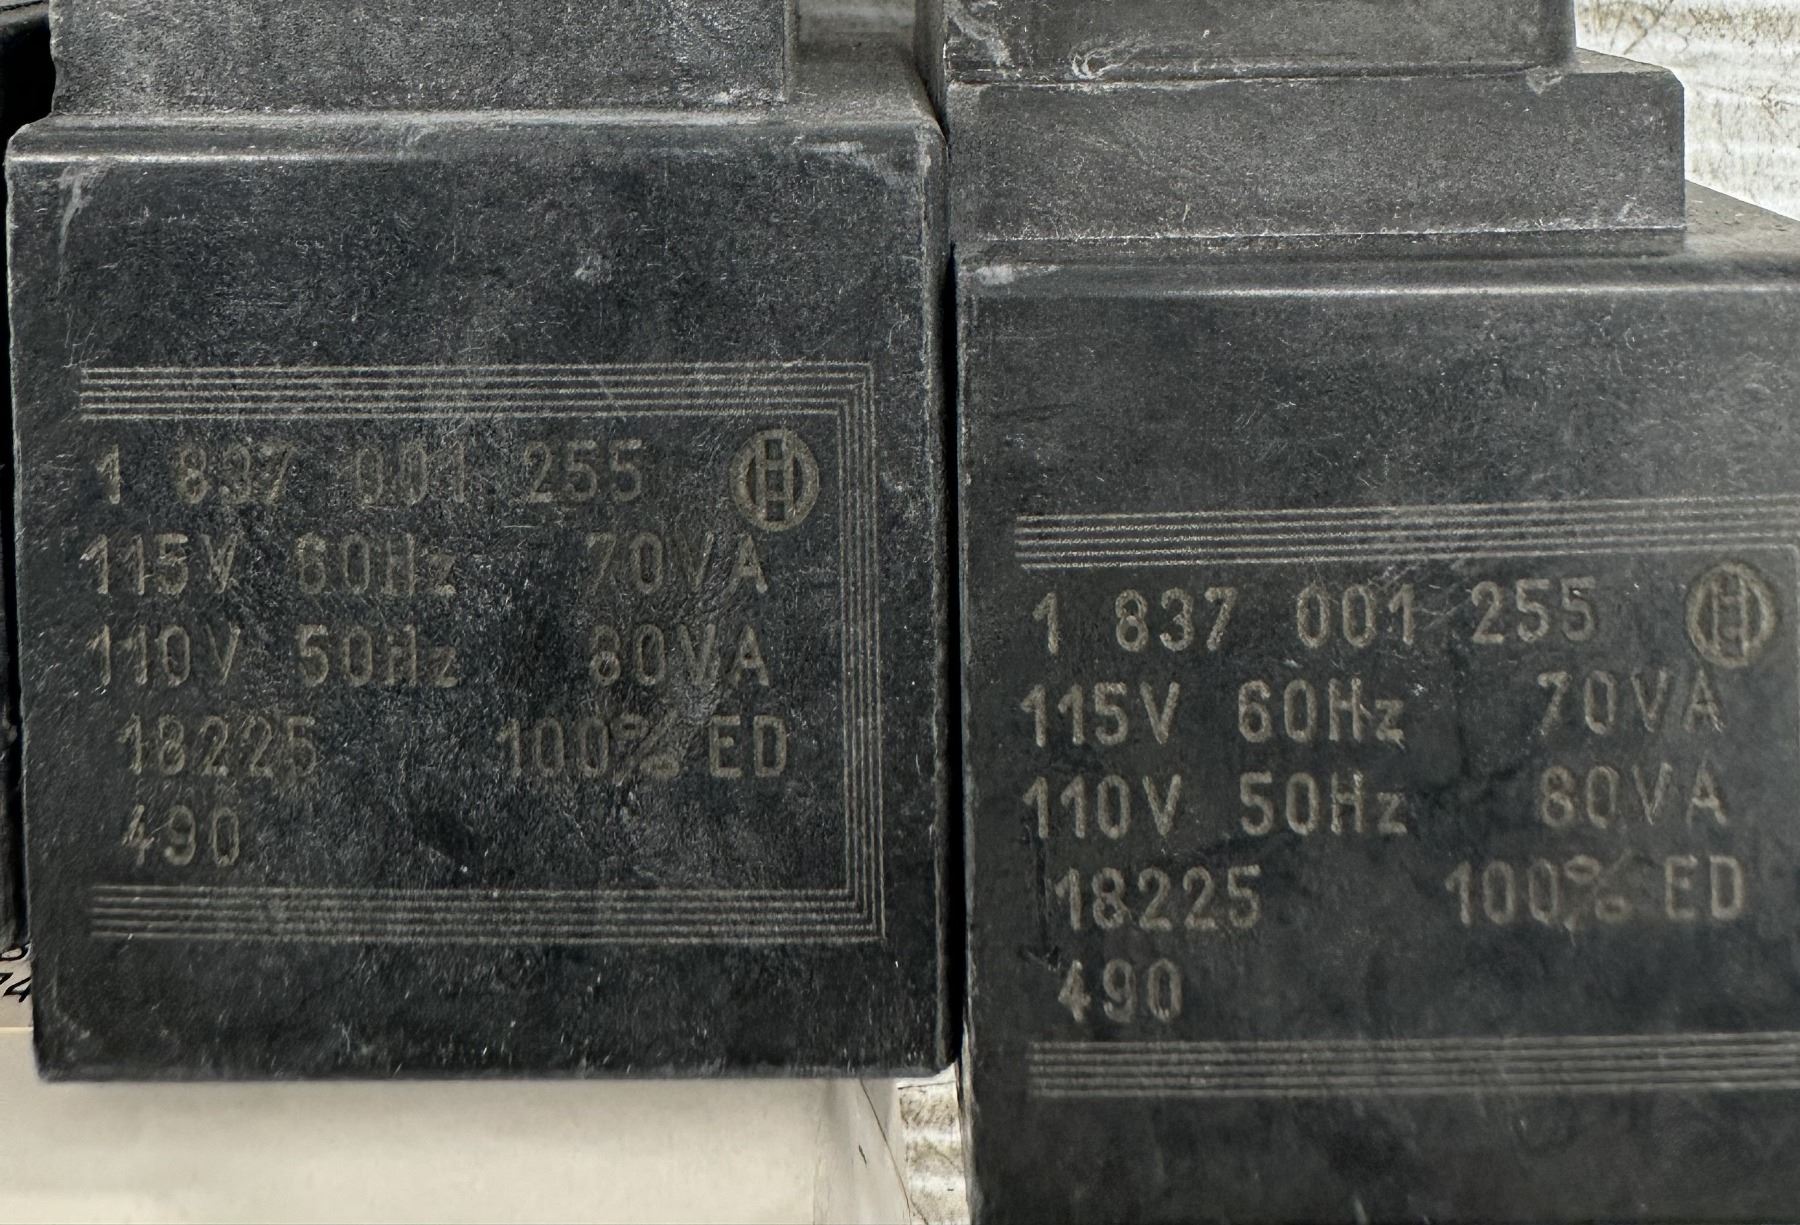 1 837 001 255
115V 60Hz 70VA
110V 50Hz 80VA
18225 100% ED
490
1 837 001 255
115V 60Hz 70VA
110V 50Hz 80VA
18225 100% ED
490
74